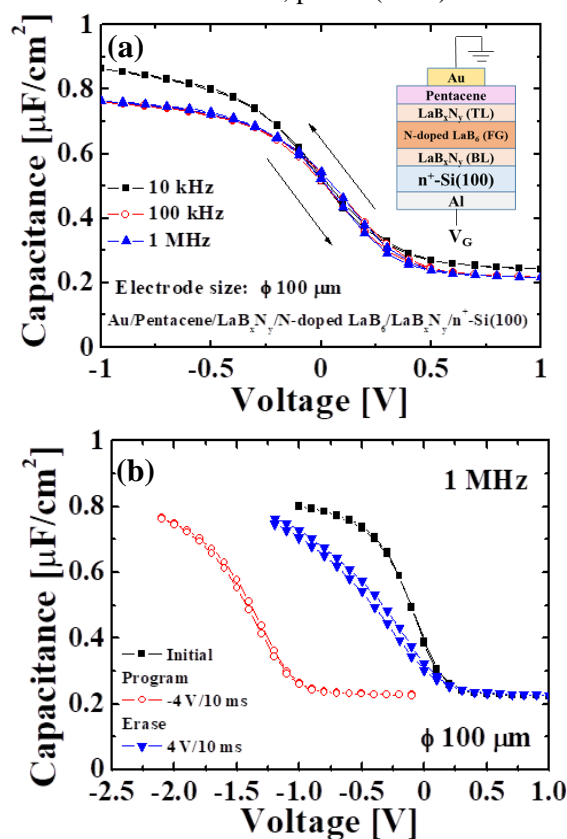 (a)
Au
Pentacene
LaBxNy (TL)
N-doped LaB6 (FG)
LaBxNy (BL)
n+-Si(100)
Al
VG
10 kHz
100 kHz
1 MHz
Electrode size: ϕ 100 μm
Au/Pentacene/LaBxNy/N-doped LaB6/LaBxNy/n+-Si(100)
Capacitance [μF/cm2]
1
0.8
0.6
0.4
0.2
0
-1 -0.5 0 0.5 1
Voltage [V]
(b)
1 MHz
Initial
Program
-4 V/10 ms
Erase
4 V/10 ms
ϕ 100 μm
Capacitance [μF/cm2]
1
0.8
0.6
0.4
0.2
0
-2.5 -2.0 -1.5 -1.0 -0.5 0 0.5 1.0
Voltage [V]